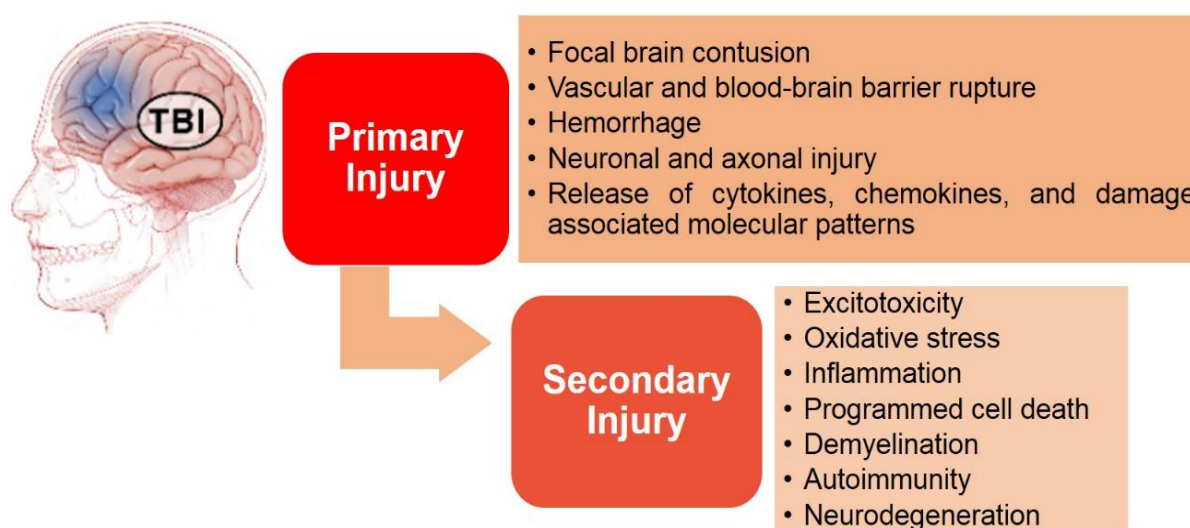 TBI
Primary
Injury
• Focal brain contusion
• Vascular and blood-brain barrier rupture
• Hemorrhage
• Neuronal and axonal injury
• Release of cytokines, chemokines, and damage
associated molecular patterns
Secondary
Injury
• Excitotoxicity
• Oxidative stress
• Inflammation
• Programmed cell death
• Demyelination
• Autoimmunity
• Neurodegeneration